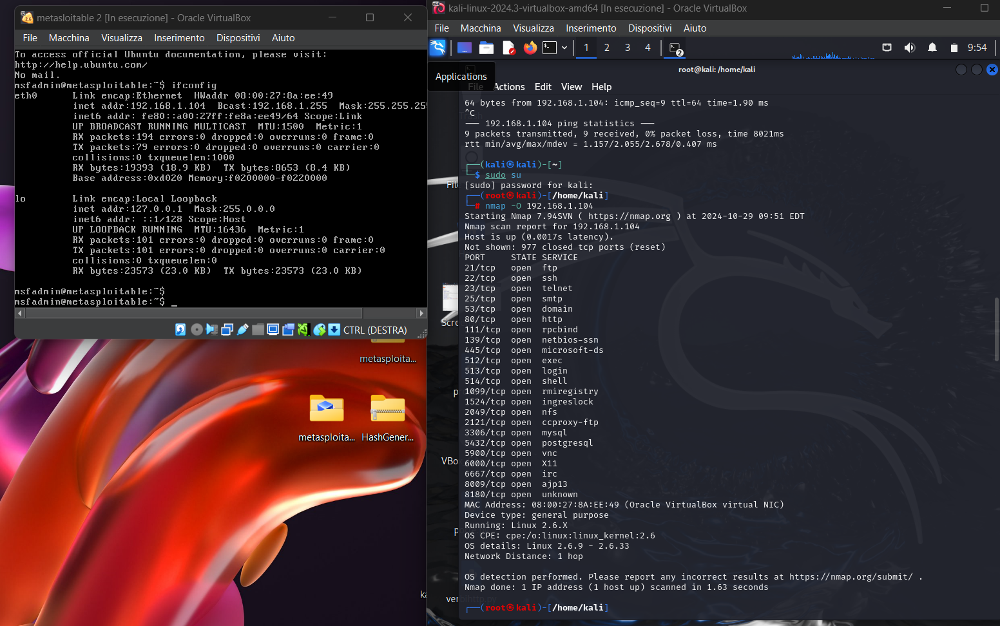 metasloitable 2 [In esecuzione] - Oracle VirtualBox
File Macchina Visualizza Inserimento Dispositivi Aiuto
To access official Ubuntu documentation, please visit:
http://help.ubuntu.com/
No mail.
msfadmin@metasploitable:~$ ifconfig
eth0 Link encap:Ethernet HWaddr 08:00:27:8a:ee:49
inet addr:192.168.1.104 Bcast:192.168.1.255 Mask:255.255.25
inet6 addr: fe80::a00:27ff:fe8a:ee49/64 Scope:Link
UP BROADCAST RUNNING MULTICAST MTU:1500 Metric:1
RX packets:194 errors:0 dropped:0 overruns:0 frame:0
TX packets:79 errors:0 dropped:0 overruns:0 carrier:0
collisions:0 txqueuelen:1000
RX bytes:19393 (18.9 KB) TX bytes:8653 (8.4 KB)
Base address:0xd020 Memory:f0200000-f0220000
lo Link encap:Local Loopback
inet addr:127.0.0.1 Mask:255.0.0.0
inet6 addr: ::1/128 Scope:Host
UP LOOPBACK RUNNING MTU:16436 Metric:1
RX packets:101 errors:0 dropped:0 overruns:0 frame:0
TX packets:101 errors:0 dropped:0 overruns:0 carrier:0
collisions:0 txqueuelen:0
RX bytes:23573 (23.0 KB) TX bytes:23573 (23.0 KB)
msfadmin@metasploitable:~$
msfadmin@metasploitable:~$ _
CTRL (DESTRA)
metasploita...
metasploita... HashGener...
kali-linux-2024.3-virtualbox-amd64 [In esecuzione] - Oracle VirtualBox
File Macchina Visualizza Inserimento Dispositivi Aiuto
1 2 3 4 2 9:54
Applications
root@kali: /home/kali
File Actions Edit View Help
64 bytes from 192.168.1.104: icmp_seq=9 ttl=64 time=1.90 ms
^C
--- 192.168.1.104 ping statistics ---
9 packets transmitted, 9 received, 0% packet loss, time 8021ms
rtt min/avg/max/mdev = 1.157/2.055/2.678/0.407 ms
┌──(kali㉿kali)-[~]
└─$ sudo su
[sudo] password for kali:
┌──(root㉿kali)-[/home/kali]
└─# nmap -O 192.168.1.104
Starting Nmap 7.94SVN ( https://nmap.org ) at 2024-10-29 09:51 EDT
Nmap scan report for 192.168.1.104
Host is up (0.0017s latency).
Not shown: 977 closed tcp ports (reset)
PORT STATE SERVICE
21/tcp open ftp
22/tcp open ssh
23/tcp open telnet
25/tcp open smtp
53/tcp open domain
80/tcp open http
111/tcp open rpcbind
139/tcp open netbios-ssn
445/tcp open microsoft-ds
512/tcp open exec
513/tcp open login
514/tcp open shell
1099/tcp open rmiregistry
1524/tcp open ingreslock
2049/tcp open nfs
2121/tcp open ccproxy-ftp
3306/tcp open mysql
5432/tcp open postgresql
5900/tcp open vnc
6000/tcp open X11
6667/tcp open irc
8009/tcp open ajp13
8180/tcp open unknown
MAC Address: 08:00:27:8A:EE:49 (Oracle VirtualBox virtual NIC)
Device type: general purpose
Running: Linux 2.6.X
OS CPE: cpe:/o:linux:linux_kernel:2.6
OS details: Linux 2.6.9 - 2.6.33
Network Distance: 1 hop
OS detection performed. Please report any incorrect results at https://nmap.org/submit/ .
Nmap done: 1 IP address (1 host up) scanned in 1.63 seconds
┌──(root㉿kali)-[/home/kali]